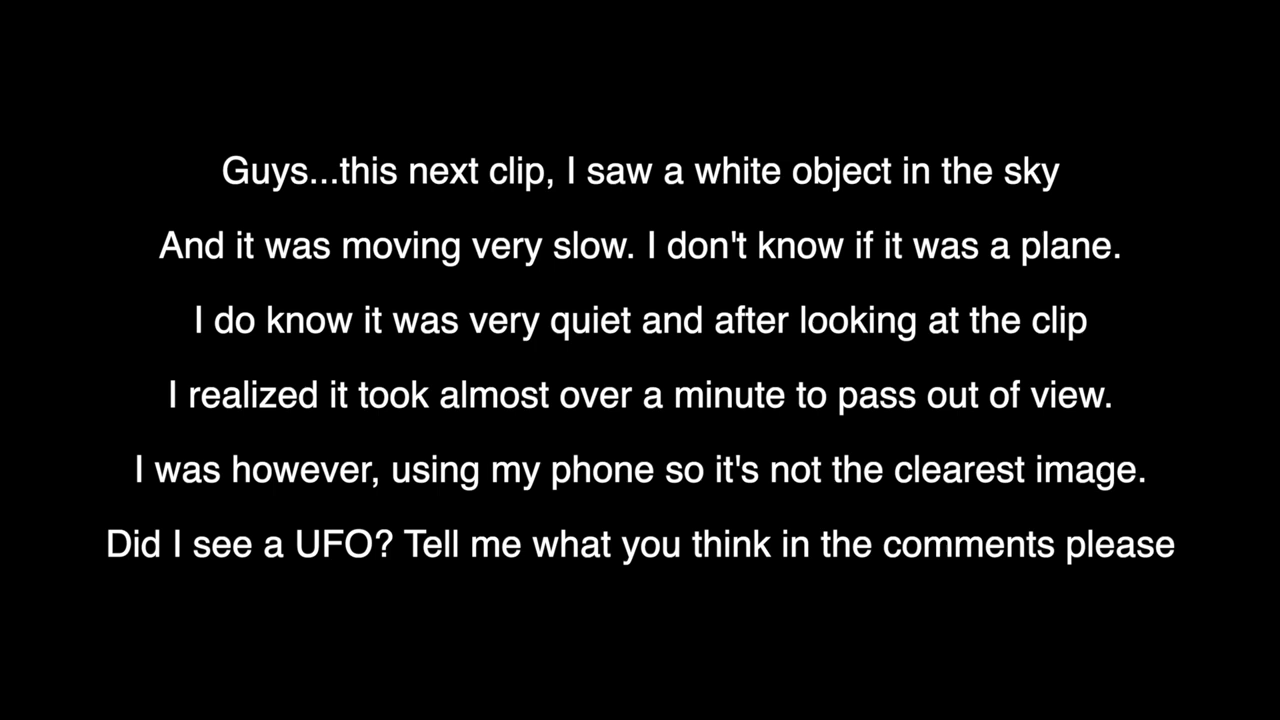 Guys...this next clip, I saw a white object in the sky
And it was moving very slow. I don't know if it was a plane.
I do know it was very quiet and after looking at the clip
I realized it took almost over a minute to pass out of view.
I was however, using my phone so it's not the clearest image.
Did I see a UFO? Tell me what you think in the comments please